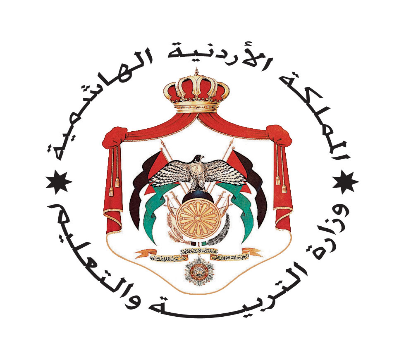 المملكة الأردنية الهاشمية
وزارة التربية والتعليم